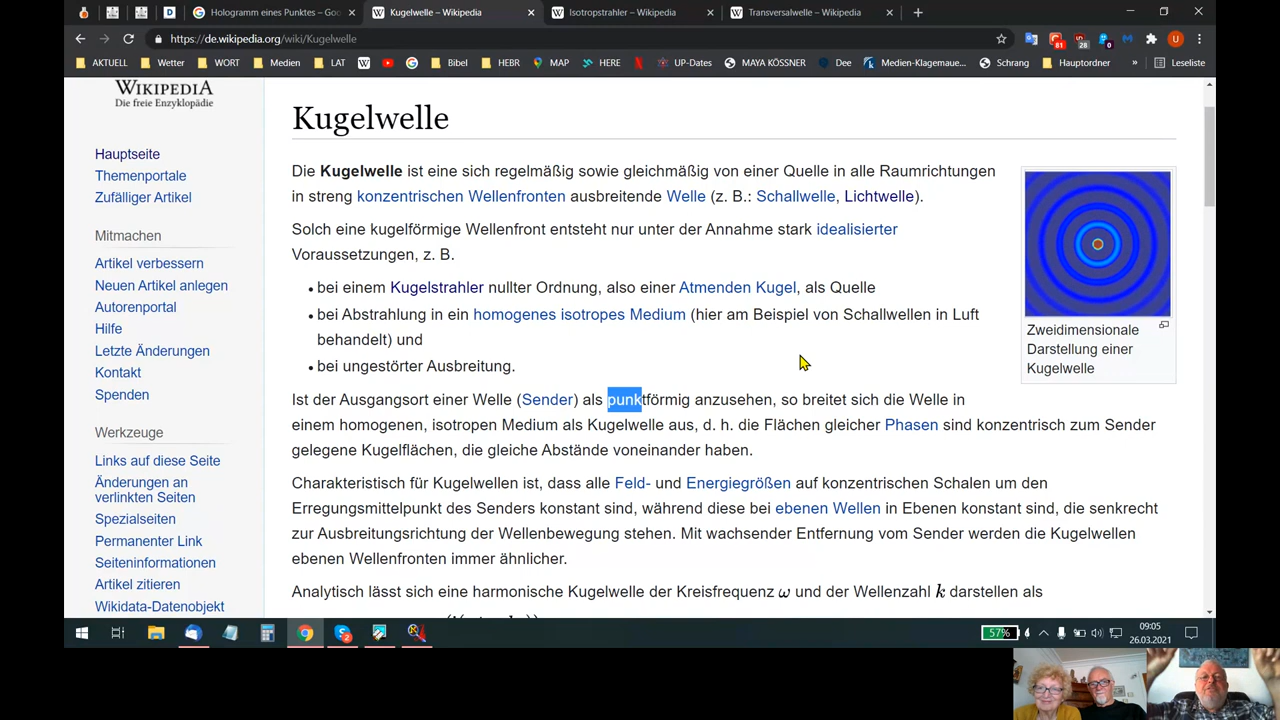 Hologramm eines Punktes – Goo
Kugelwelle – Wikipedia
Isotropstrahler – Wikipedia
Transversalwelle – Wikipedia
https://de.wikipedia.org/wiki/Kugelwelle
81
28
0
U
AKTUELL
Wetter
WORT
Medien
LAT
W
Bibel
HEBR
MAP
HERE
UP-Dates
MAYA KÖSSNER
Dee
Medien-Klagemaue...
Schrang
Hauptordner
»
Leseliste
WIKIPEDIA
Die freie Enzyklopädie
Hauptseite
Themenportale
Zufälliger Artikel
Mitmachen
Artikel verbessern
Neuen Artikel anlegen
Autorenportal
Hilfe
Letzte Änderungen
Kontakt
Spenden
Werkzeuge
Links auf diese Seite
Änderungen an
verlinkten Seiten
Spezialseiten
Permanenter Link
Seiteninformationen
Artikel zitieren
Wikidata-Datenobjekt
Kugelwelle
Die Kugelwelle ist eine sich regelmäßig sowie gleichmäßig von einer Quelle in alle Raumrichtungen
in streng konzentrischen Wellenfronten ausbreitende Welle (z. B.: Schallwelle, Lichtwelle).
Solch eine kugelförmige Wellenfront entsteht nur unter der Annahme stark idealisierter
Voraussetzungen, z. B.
• bei einem Kugelstrahler nullter Ordnung, also einer Atmenden Kugel, als Quelle
• bei Abstrahlung in ein homogenes isotropes Medium (hier am Beispiel von Schallwellen in Luft
behandelt) und
• bei ungestörter Ausbreitung.
Zweidimensionale
Darstellung einer
Kugelwelle
Ist der Ausgangsort einer Welle (Sender) als punktförmig anzusehen, so breitet sich die Welle in
einem homogenen, isotropen Medium als Kugelwelle aus, d. h. die Flächen gleicher Phasen sind konzentrisch zum Sender
gelegene Kugelflächen, die gleiche Abstände voneinander haben.
Charakteristisch für Kugelwellen ist, dass alle Feld- und Energiegrößen auf konzentrischen Schalen um den
Erregungsmittelpunkt des Senders konstant sind, während diese bei ebenen Wellen in Ebenen konstant sind, die senkrecht
zur Ausbreitungsrichtung der Wellenbewegung stehen. Mit wachsender Entfernung vom Sender werden die Kugelwellen
ebenen Wellenfronten immer ähnlicher.
Analytisch lässt sich eine harmonische Kugelwelle der Kreisfrequenz ω und der Wellenzahl k darstellen als
57%
09:05
26.03.2021